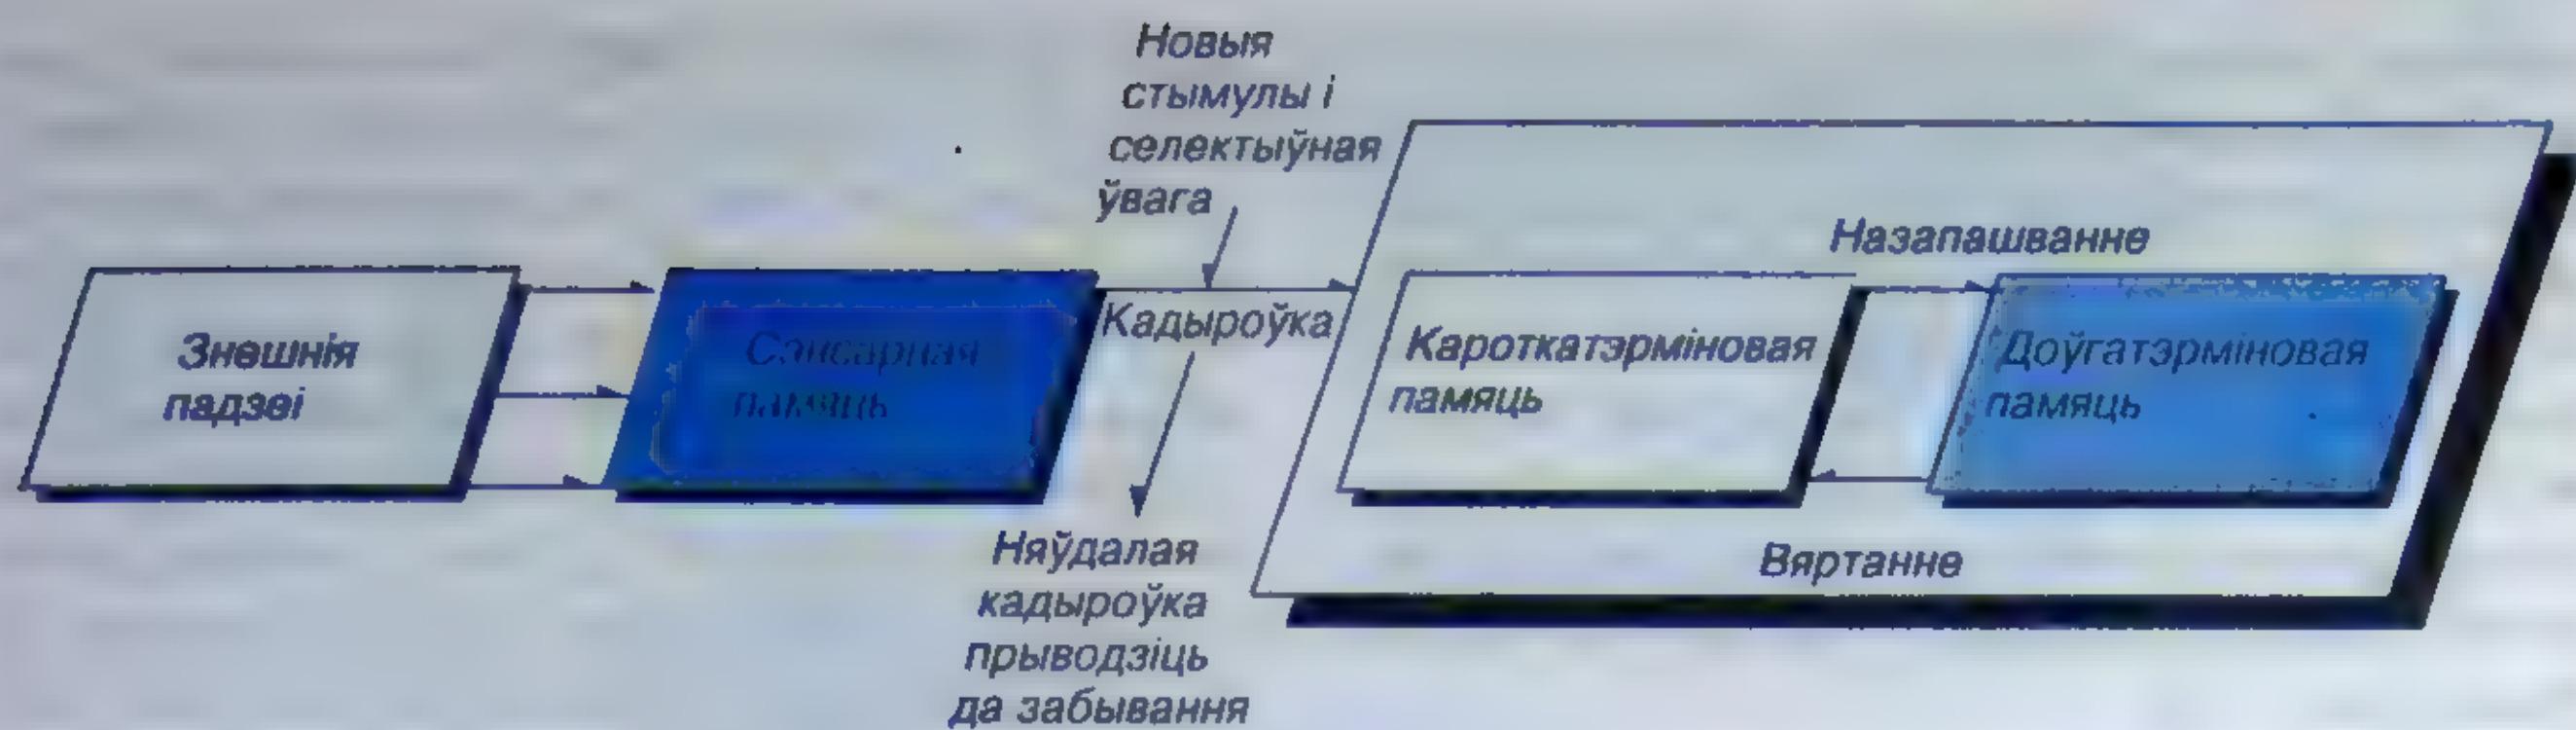 Новыя
стымулы і
селектыўная
ўвага
Знешнія
падзеі
Сэнсарная
памяць
Кадыроўка
Няўдалая
кадыроўка
прыводзіць
да забывання
Назапашванне
Кароткатэрміновая
памяць
Доўгатэрміновая
памяць
Вяртанне